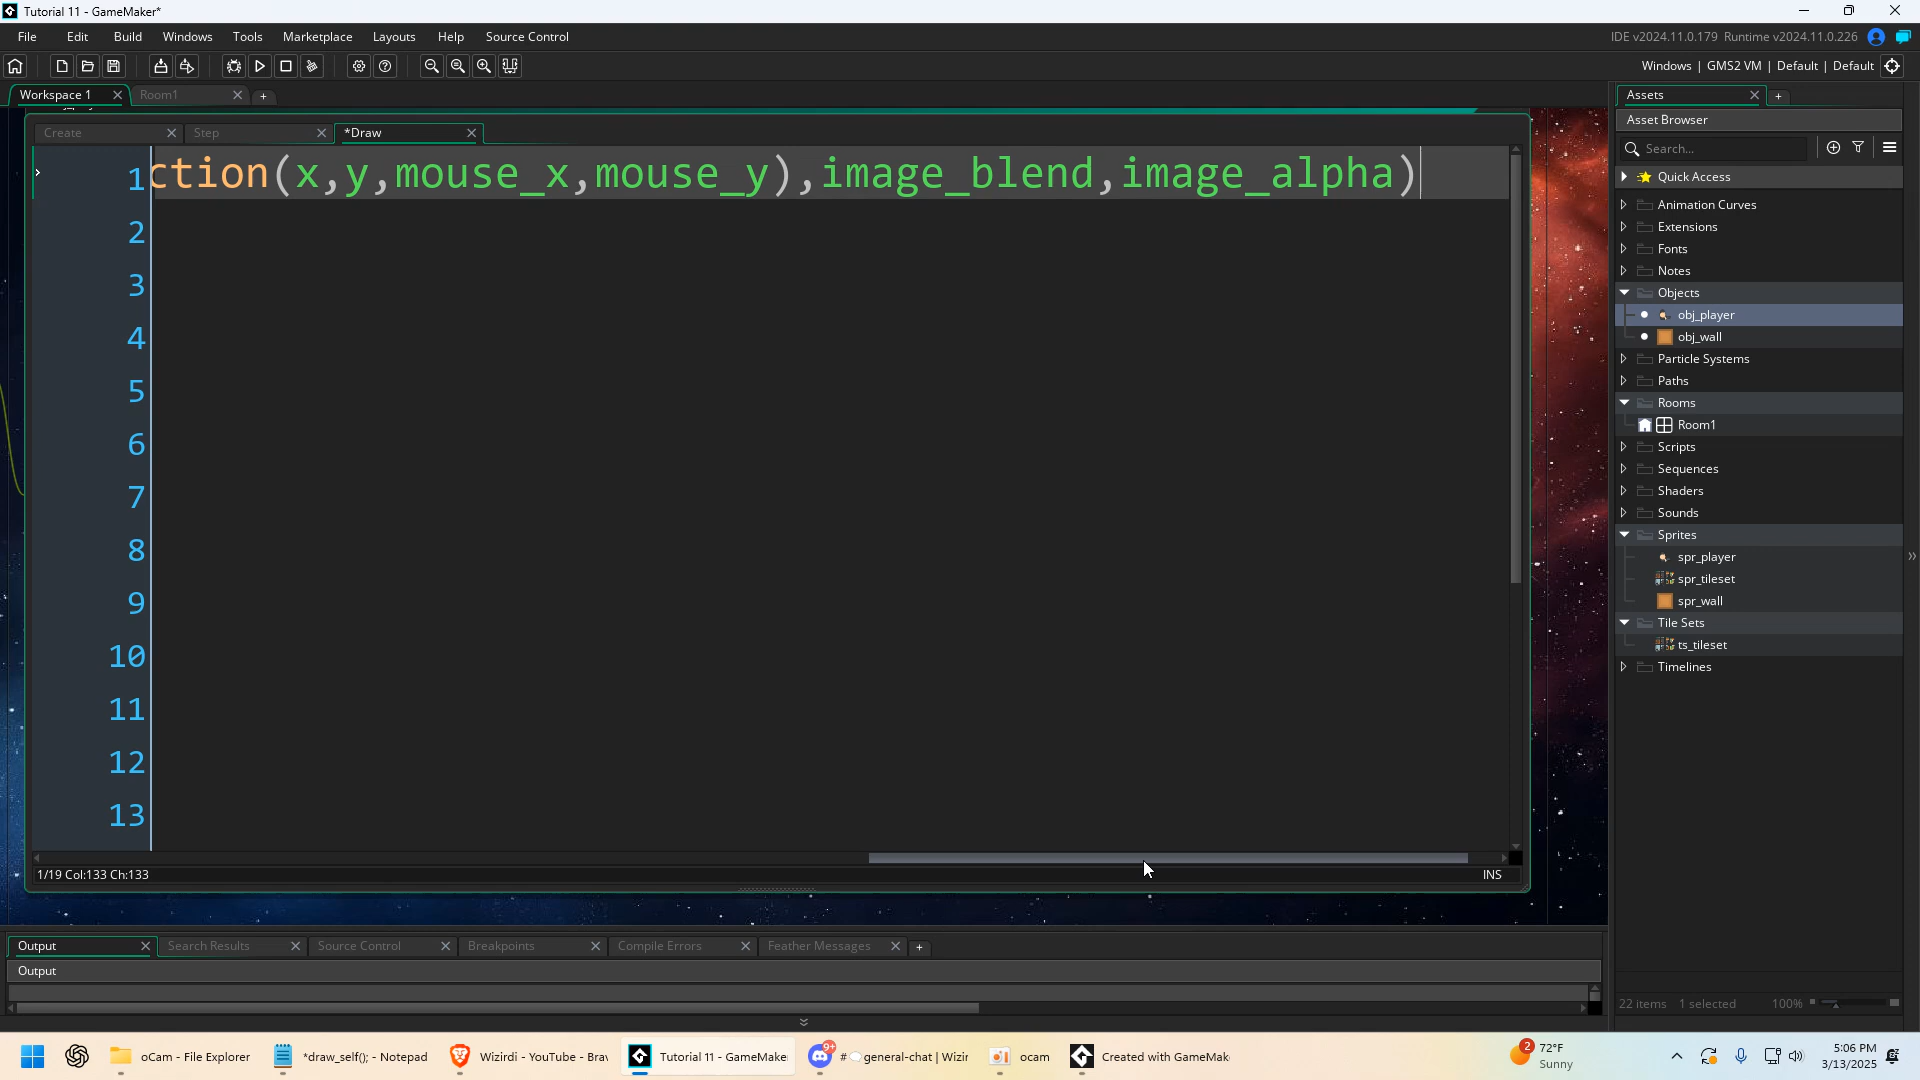 Tutorial 11 - GameMaker*
File Edit Build Windows Tools Marketplace Layouts Help Source Control
IDE v2024.11.0.179 Runtime v2024.11.0.226
Windows | GMS2 VM | Default | Default
Workspace 1 Room1
Assets
Create Step *Draw
Asset Browser
Search...
1 ction(x,y,mouse_x,mouse_y),image_blend,image_alpha)
2
3
4
5
6
7
8
9
10
11
12
13
Quick Access
Animation Curves
Extensions
Fonts
Notes
Objects
obj_player
obj_wall
Particle Systems
Paths
Rooms
Room1
Scripts
Sequences
Shaders
Sounds
Sprites
spr_player
spr_tileset
spr_wall
Tile Sets
ts_tileset
Timelines
1/19 Col:133 Ch:133
INS
Output Search Results Source Control Breakpoints Compile Errors Feather Messages
Output
22 items 1 selected 100%
oCam - File Explorer
*draw_self(); - Notepad
Wizirdi - YouTube - Brav
Tutorial 11 - GameMake
9+
# general-chat | Wizir
ocam
Created with GameMak
2
72°F
Sunny
5:06 PM
3/13/2025